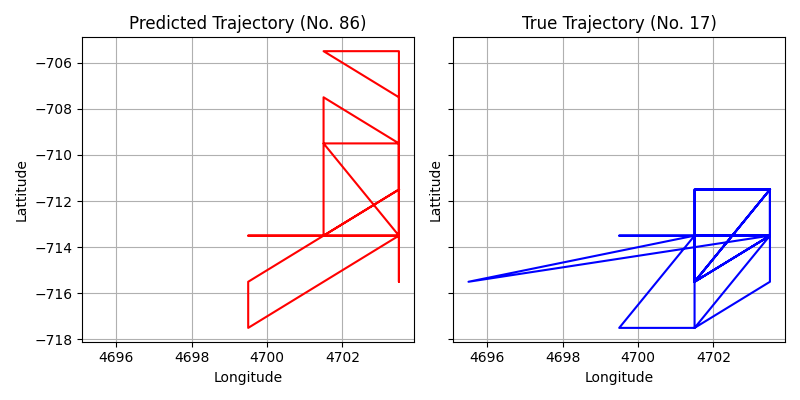 Predicted Trajectory (No. 86)
True Trajectory (No. 17)
−706
−708
−710
−712
−714
−716
−718
Lattitude
Lattitude
4696
4698
4700
4702
4696
4698
4700
4702
Longitude
Longitude